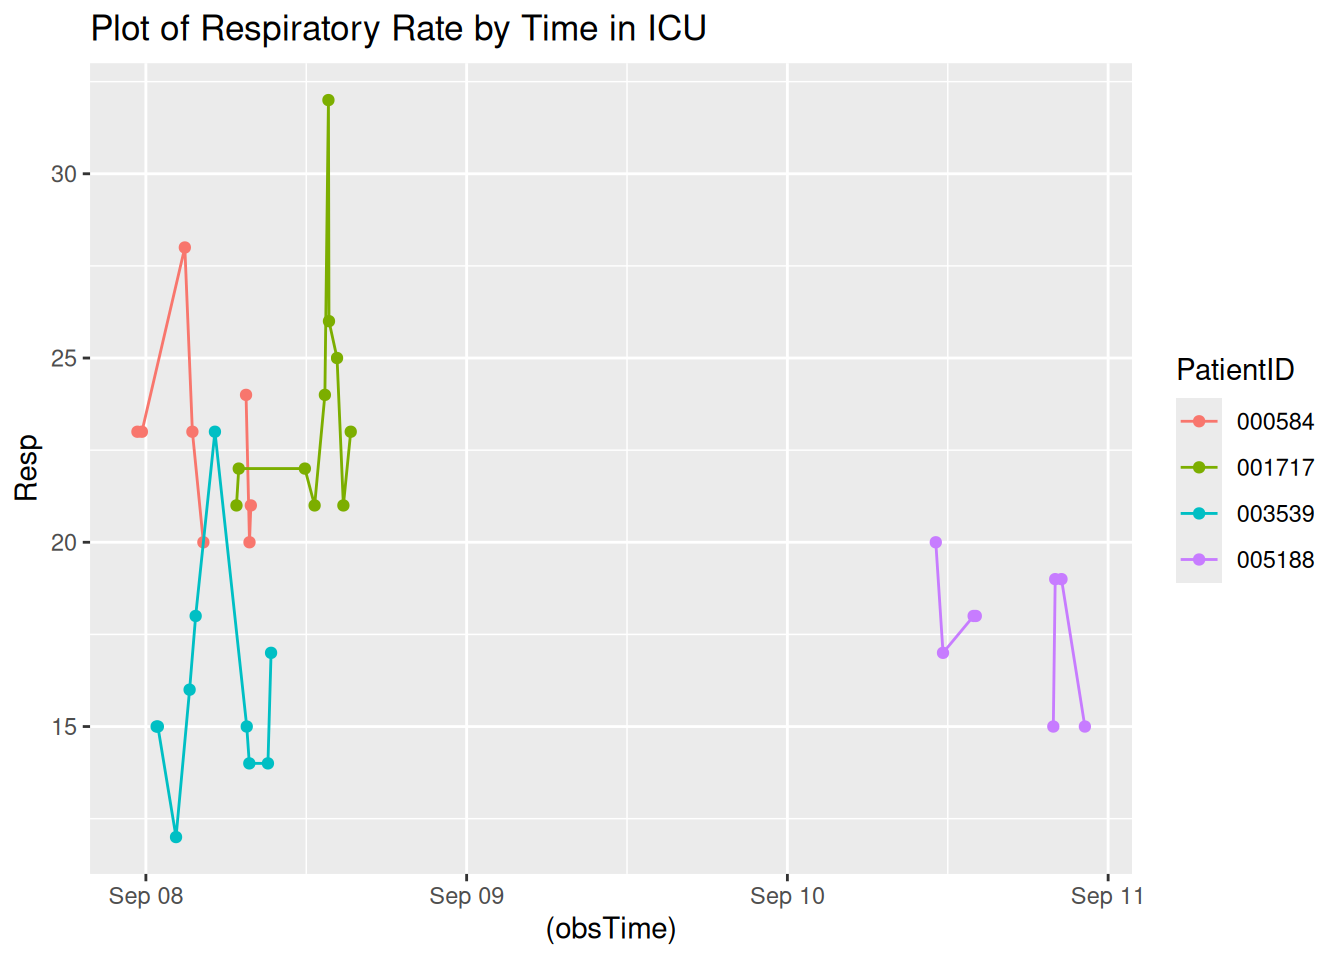 Plot of Respiratory Rate by Time in ICU
Resp
30
25
20
15
Sep 08 Sep 09 Sep 10 Sep 11
(obsTime)
PatientID
000584
001717
003539
005188